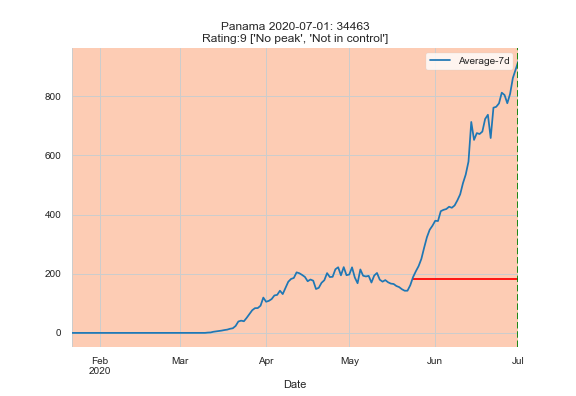 Panama 2020-07-01: 34463
Rating:9 ['No peak', 'Not in control']
Average-7d
800
600
400
200
0
Feb Mar Apr May Jun Jul
2020
Date